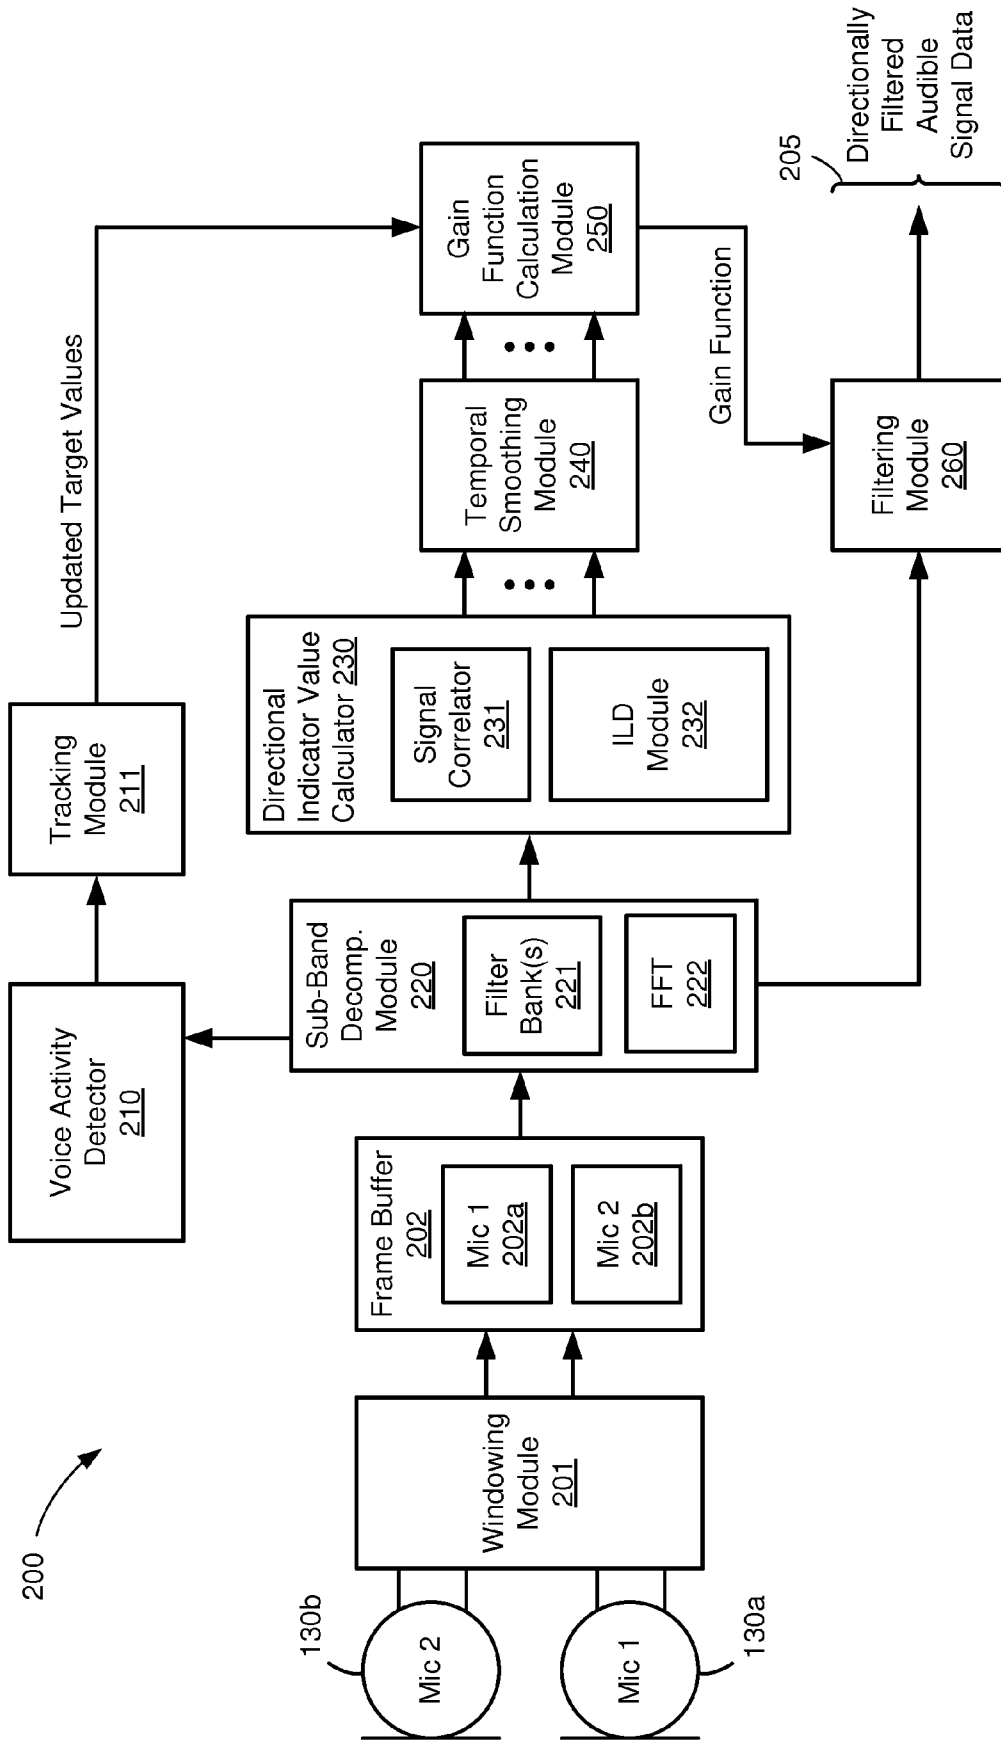 200
Voice Activity
Detector
210
Tracking
Module
211
Updated Target Values
130b
Mic 2
Mic 1
130a
Windowing
Module
201
Frame Buffer
202
Mic 1
202a
Mic 2
202b
Sub-Band
Decomp.
Module
220
Filter
Bank(s)
221
FFT
222
Directional
Indicator Value
Calculator 230
Signal
Correlator
231
ILD
Module
232
Temporal
Smoothing
Module
240
Gain
Function
Calculation
Module
250
Gain Function
Filtering
Module
260
205
Directionally
Filtered
Audible
Signal Data